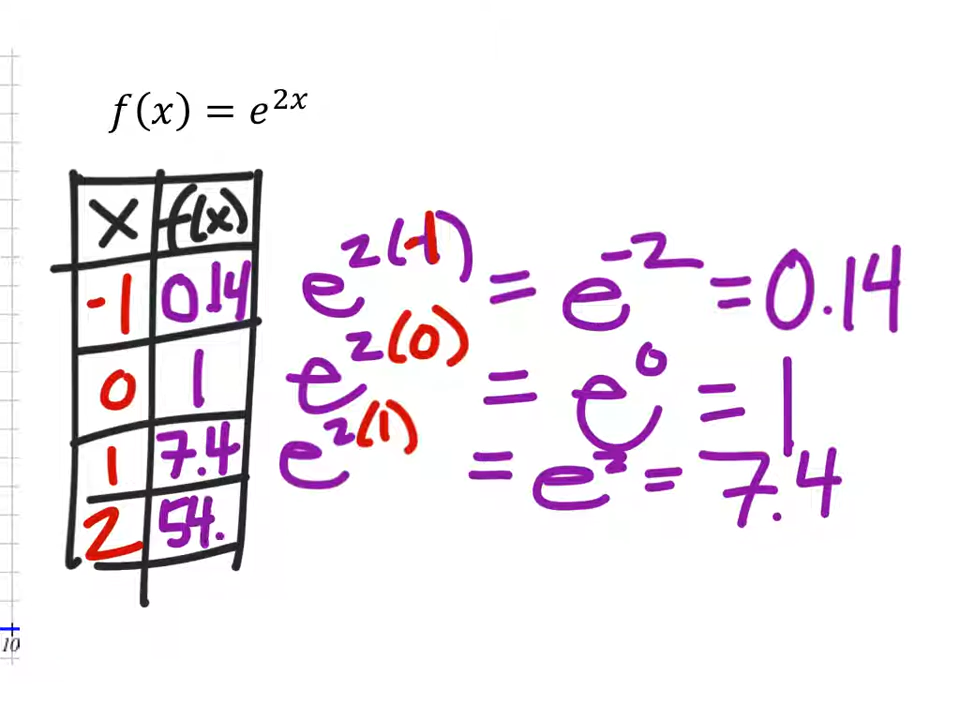 f(x) = e^{2x}
x f(x)
-1 0.14
0 1
1 7.4
2 54.
e^{2(-1)} = e^{-2} = 0.14
e^{2(0)} = e^0 = 1
e^{2(1)} = e^2 = 7.4
10